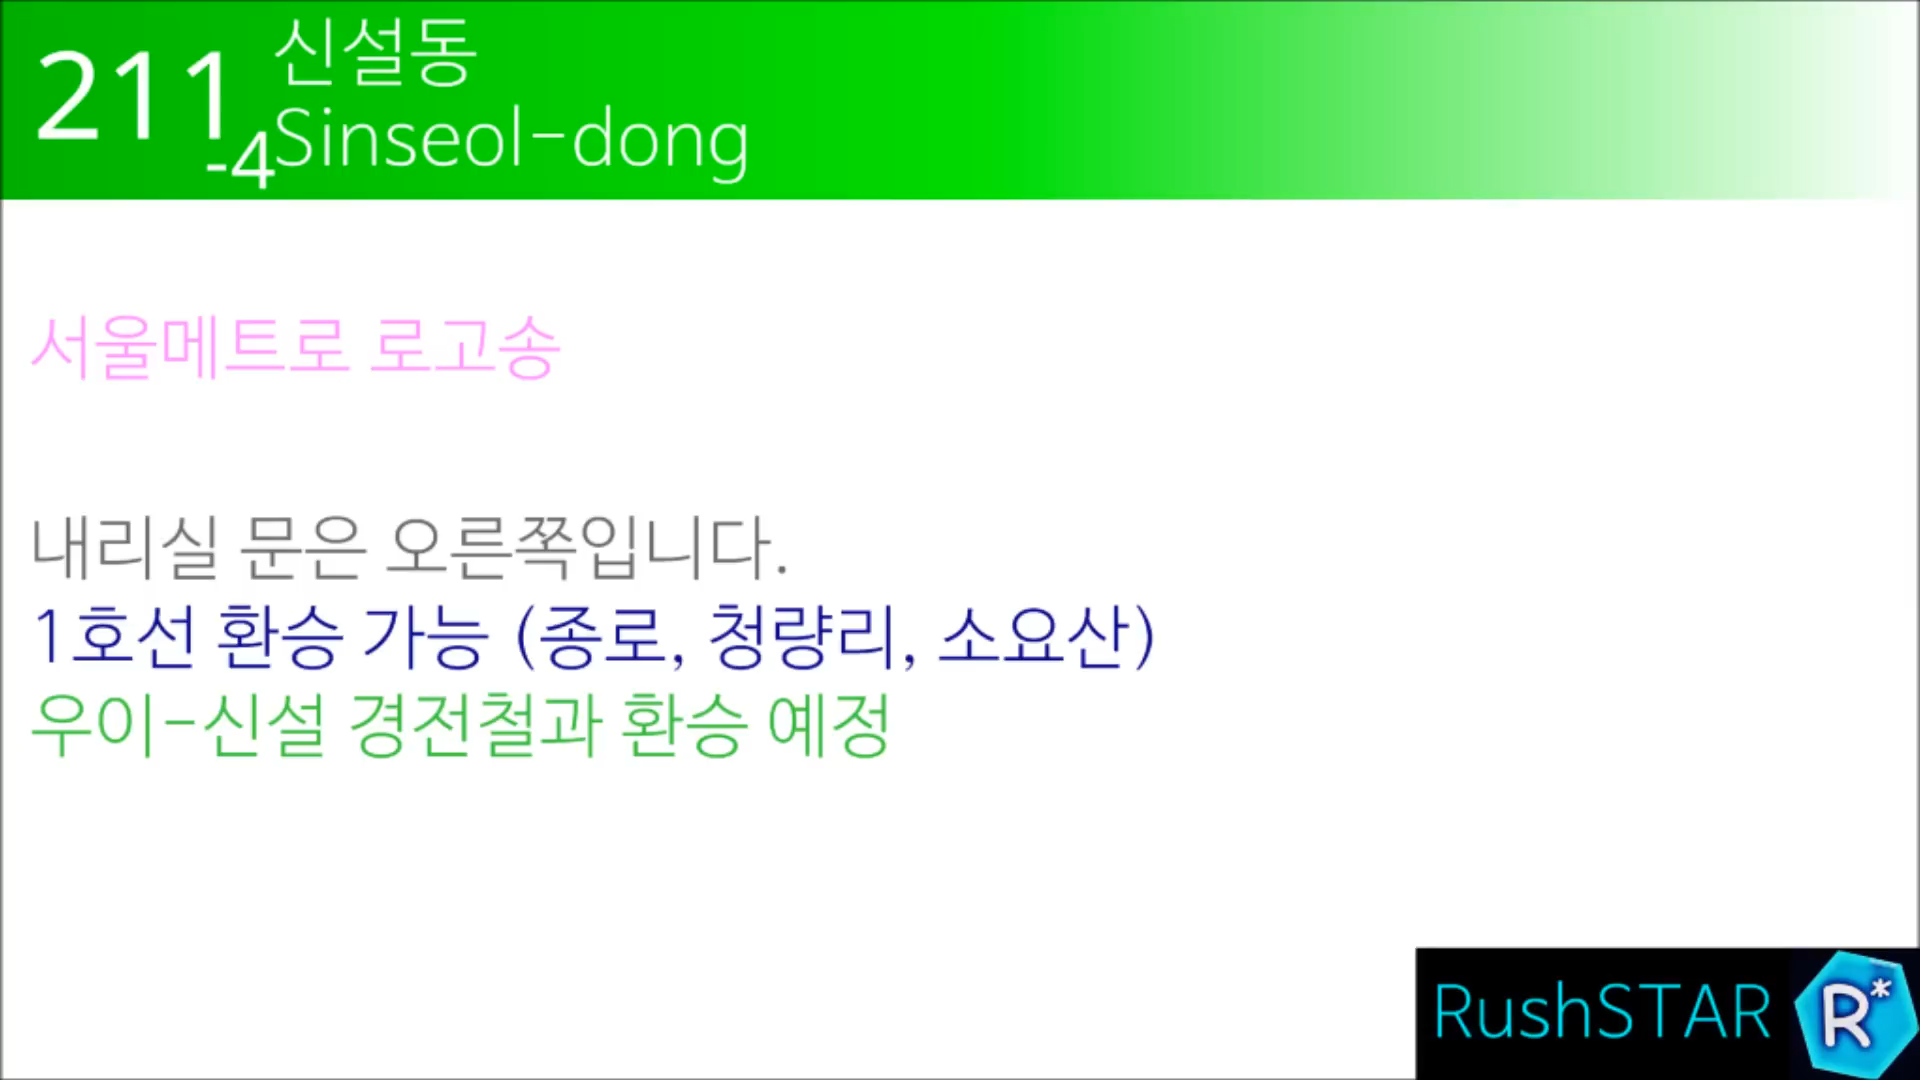 211-4
신설동
Sinseol-dong
서울메트로 로고송
내리실 문은 오른쪽입니다.
1호선 환승 가능 (종로, 청량리, 소요산)
우이-신설 경전철과 환승 예정
RushSTAR R*